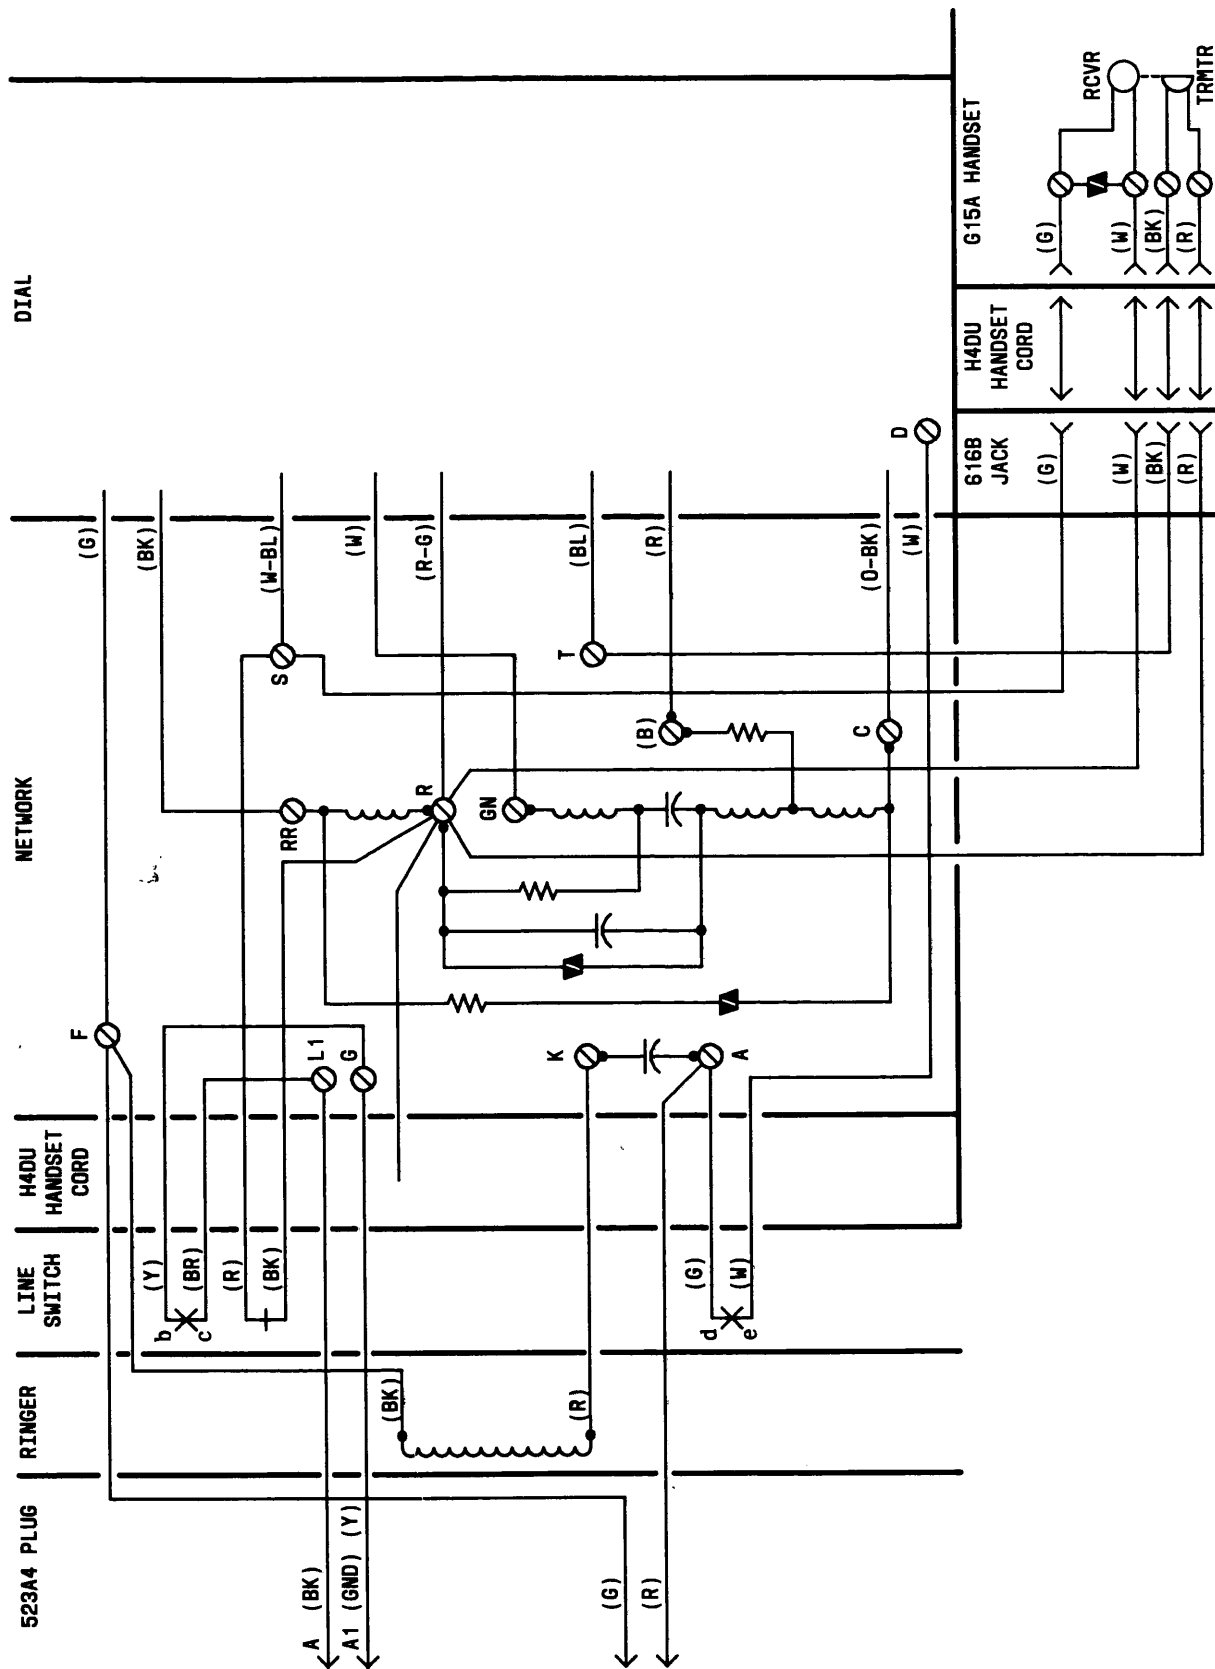 523A4 PLUG
RINGER
LINE
SWITCH
H4DU
HANDSET
CORD
NETWORK
DIAL
A (BK)
A1 (GND) (Y)
(G)
(R)
(BK)
(R)
b
c
(Y)
(BR)
(R)
(BK)
d
e
(G)
(W)
F
L1
G
K
A
RR
R
GN
S
T
(B)
C
D
(G)
(BK)
(W-BL)
(W)
(R-G)
(BL)
(R)
(O-BK)
(W)
616B
JACK
(G)
(W)
(BK)
(R)
H4DU
HANDSET
CORD
G15A HANDSET
(G)
(W)
(BK)
(R)
RCVR
TRMTR